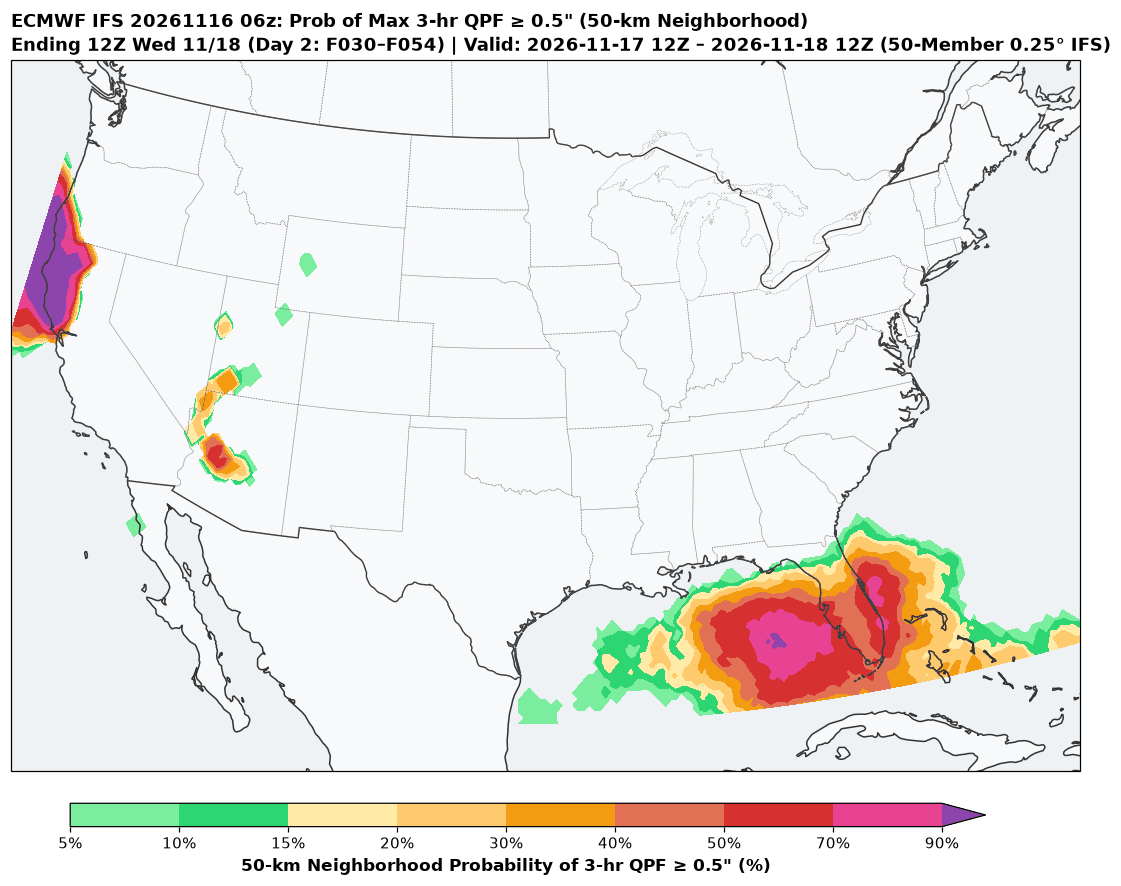 ECMWF IFS 20261116 06z: Prob of Max 3-hr QPF ≥ 0.5" (50-km Neighborhood)
Ending 12Z Wed 11/18 (Day 2: F030–F054) | Valid: 2026-11-17 12Z – 2026-11-18 12Z (50-Member 0.25° IFS)
5% 10% 15% 20% 30% 40% 50% 70% 90%
50-km Neighborhood Probability of 3-hr QPF ≥ 0.5" (%)